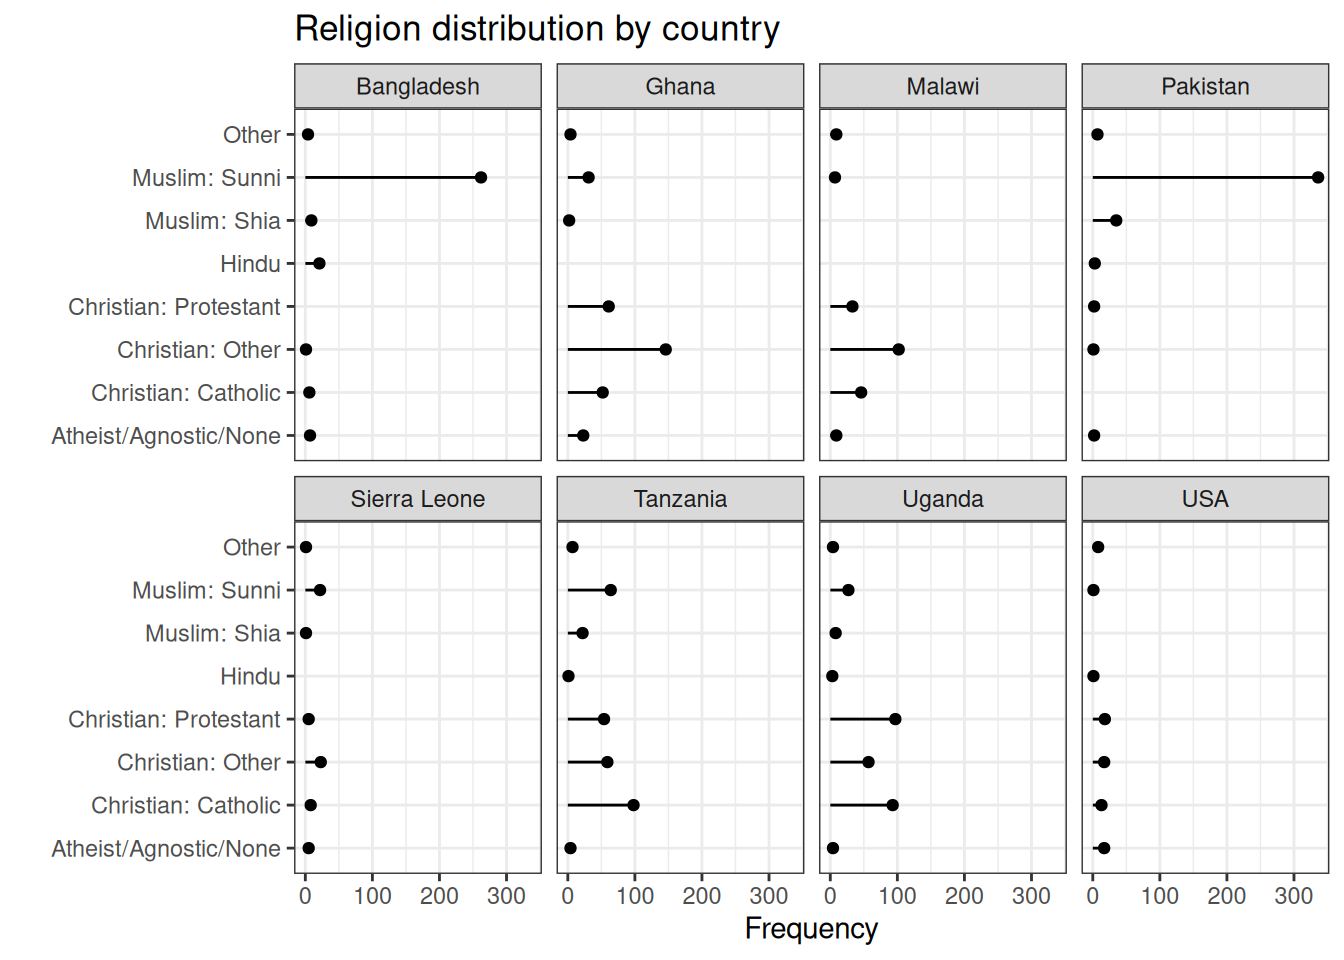 Religion distribution by country
Bangladesh Ghana Malawi Pakistan
Other
Muslim: Sunni
Muslim: Shia
Hindu
Christian: Protestant
Christian: Other
Christian: Catholic
Atheist/Agnostic/None
Sierra Leone Tanzania Uganda USA
Other
Muslim: Sunni
Muslim: Shia
Hindu
Christian: Protestant
Christian: Other
Christian: Catholic
Atheist/Agnostic/None
0 100 200 300 0 100 200 300 0 100 200 300 0 100 200 300
Frequency